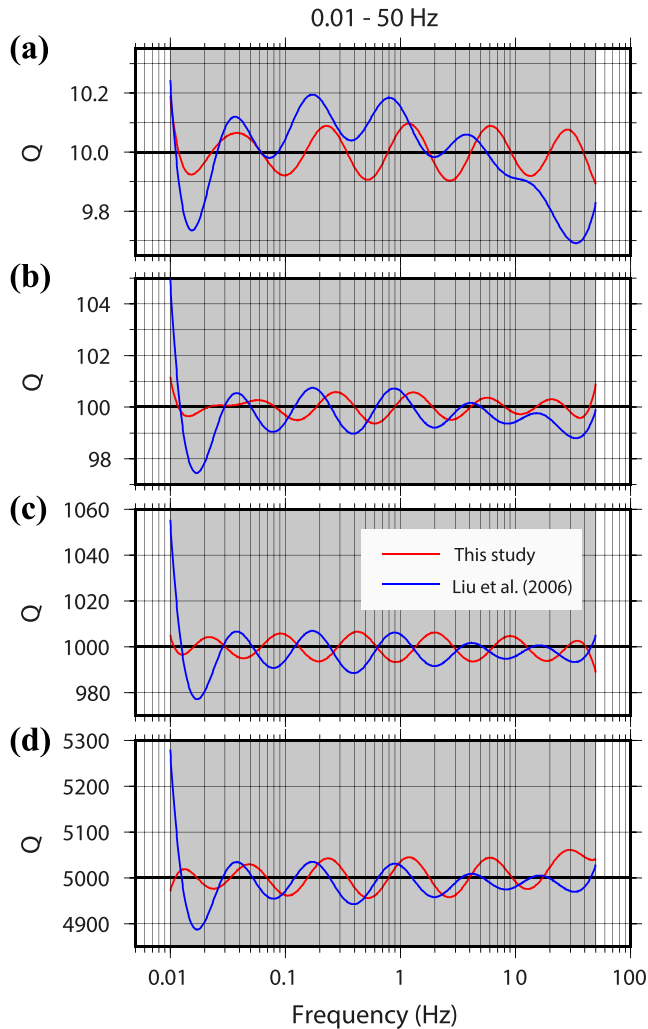 0.01 - 50 Hz
(a)
10.2
10.0
9.8
Q
(b)
104
102
100
98
Q
(c)
1060
1040
1020
1000
980
Q
This study
Liu et al. (2006)
(d)
5300
5200
5100
5000
4900
Q
0.01 0.1 1 10 100
Frequency (Hz)